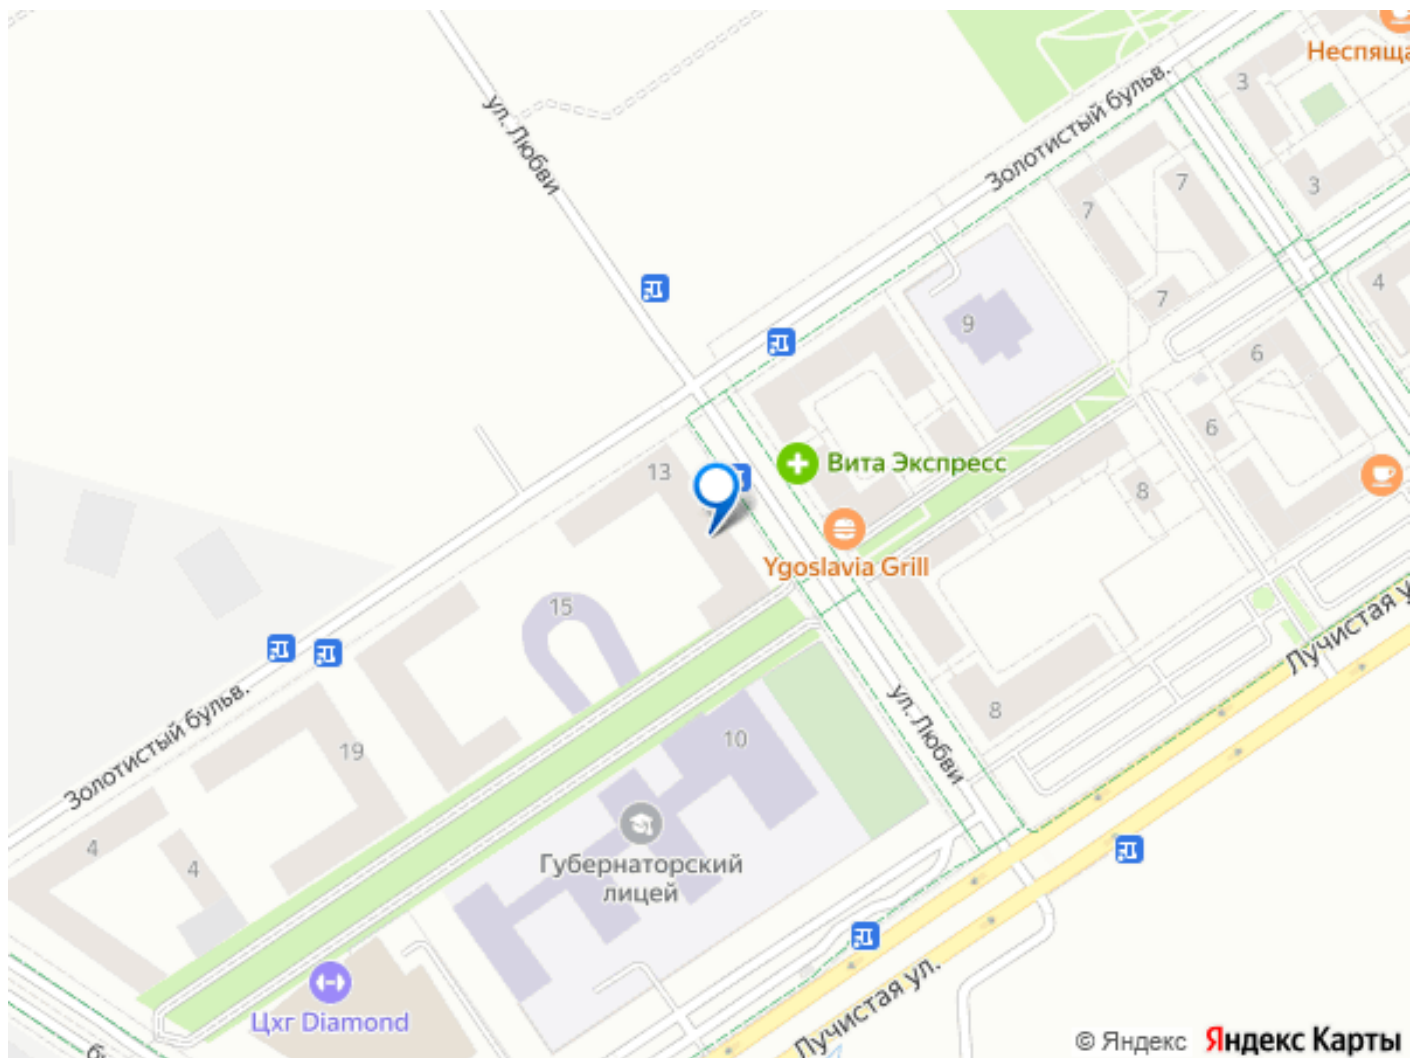 Неспяща
3
Золотистый бульв.
ул. Любви
7
3
7
4
7
9
6
6
13
Вита Экспресс
8
Ygoslavia Grill
15
Лучистая у
ул. Любви
8
10
19
Золотистый бульв.
4
4
Губернаторский
лицей
Цхг Diamond
Лучистая ул.
© Яндекс Яндекс Карты